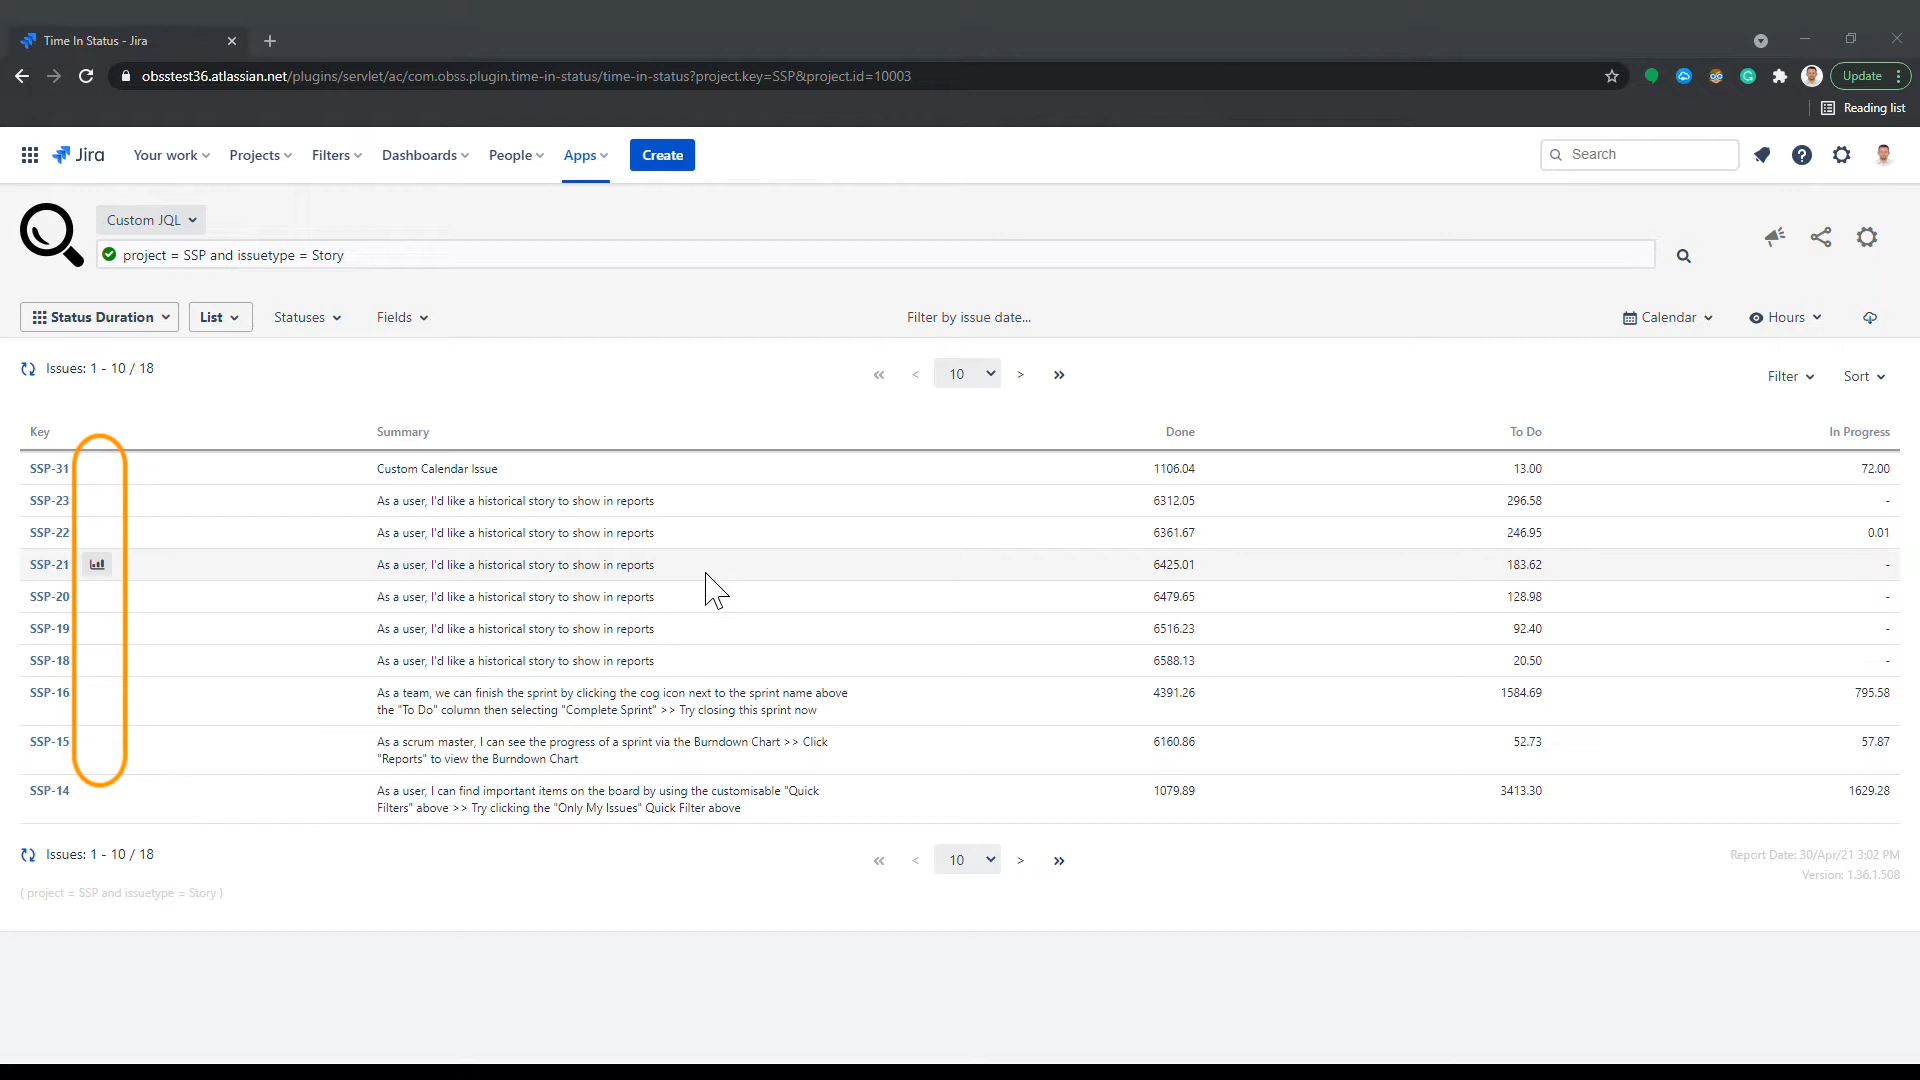 Time In Status - Jira
obsstest36.atlassian.net/plugins/servlet/ac/com.obss.plugin.time-in-status/time-in-status?project.key=SSP&project.id=10003
Update
Reading list
Jira Your work Projects Filters Dashboards People Apps Create Search
Custom JQL
project = SSP and issuetype = Story
Status Duration List Statuses Fields Filter by issue date... Calendar Hours
Issues: 1 - 10 / 18 << < 10 > >> Filter Sort
Key Summary Done To Do In Progress
SSP-31 Custom Calendar Issue 1106.04 13.00 72.00
SSP-23 As a user, I'd like a historical story to show in reports 6312.05 296.58 -
SSP-22 As a user, I'd like a historical story to show in reports 6361.67 246.95 0.01
SSP-21 As a user, I'd like a historical story to show in reports 6425.01 183.62 -
SSP-20 As a user, I'd like a historical story to show in reports 6479.65 128.98 -
SSP-19 As a user, I'd like a historical story to show in reports 6516.23 92.40 -
SSP-18 As a user, I'd like a historical story to show in reports 6588.13 20.50 -
SSP-16 As a team, we can finish the sprint by clicking the cog icon next to the sprint name above 4391.26 1584.69 795.58
the "To Do" column then selecting "Complete Sprint" >> Try closing this sprint now
SSP-15 As a scrum master, I can see the progress of a sprint via the Burndown Chart >> Click 6160.86 52.73 57.87
"Reports" to view the Burndown Chart
SSP-14 As a user, I can find important items on the board by using the customisable "Quick 1079.89 3413.30 1629.28
Filters" above >> Try clicking the "Only My Issues" Quick Filter above
Issues: 1 - 10 / 18 << < 10 > >> Report Date: 30/Apr/21 3:02 PM
Version: 1.36.1.508
( project = SSP and issuetype = Story )